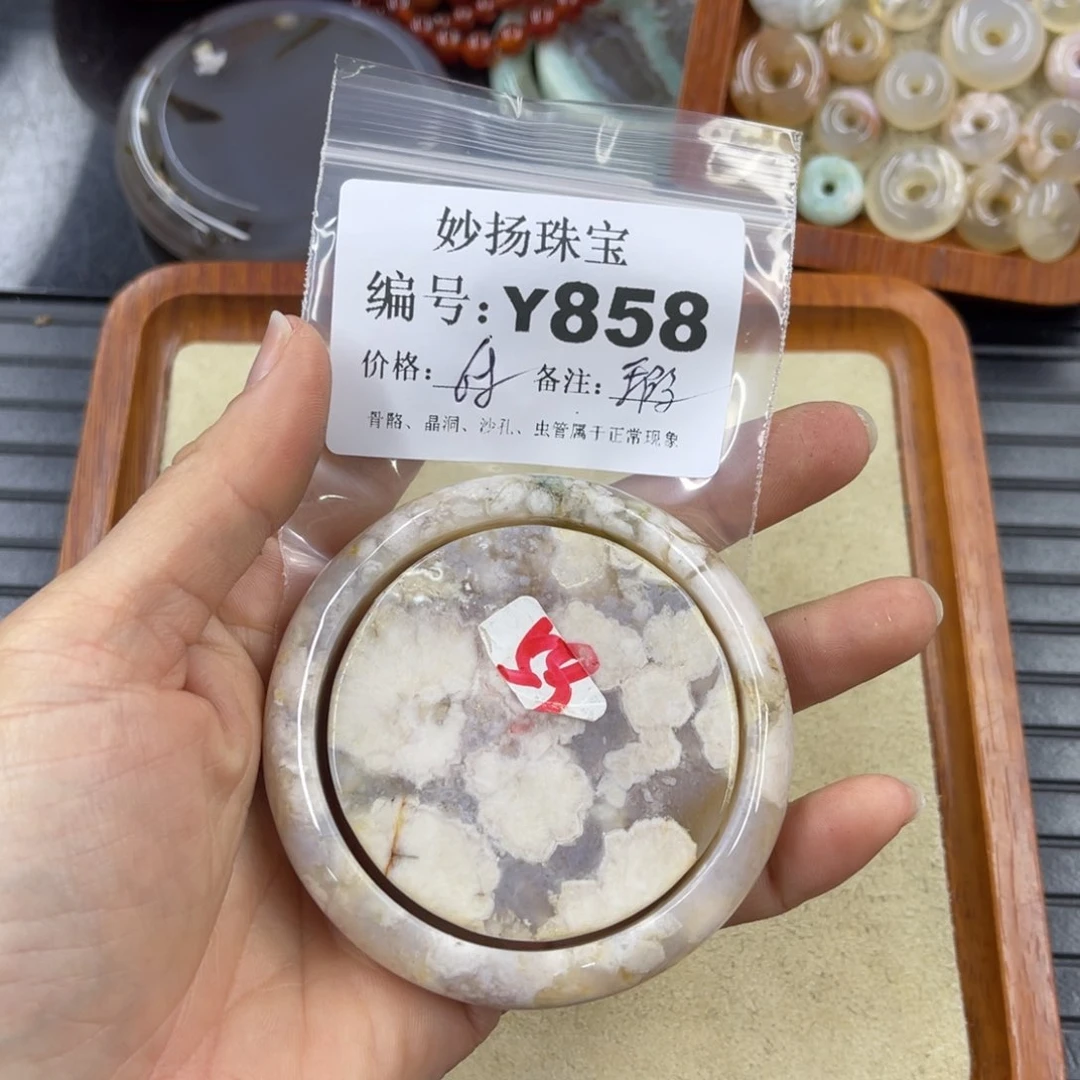 妙扬珠宝
编号:Y858
价格: 备注:瑕
骨骼、晶洞、沙孔、虫管属于正常现象